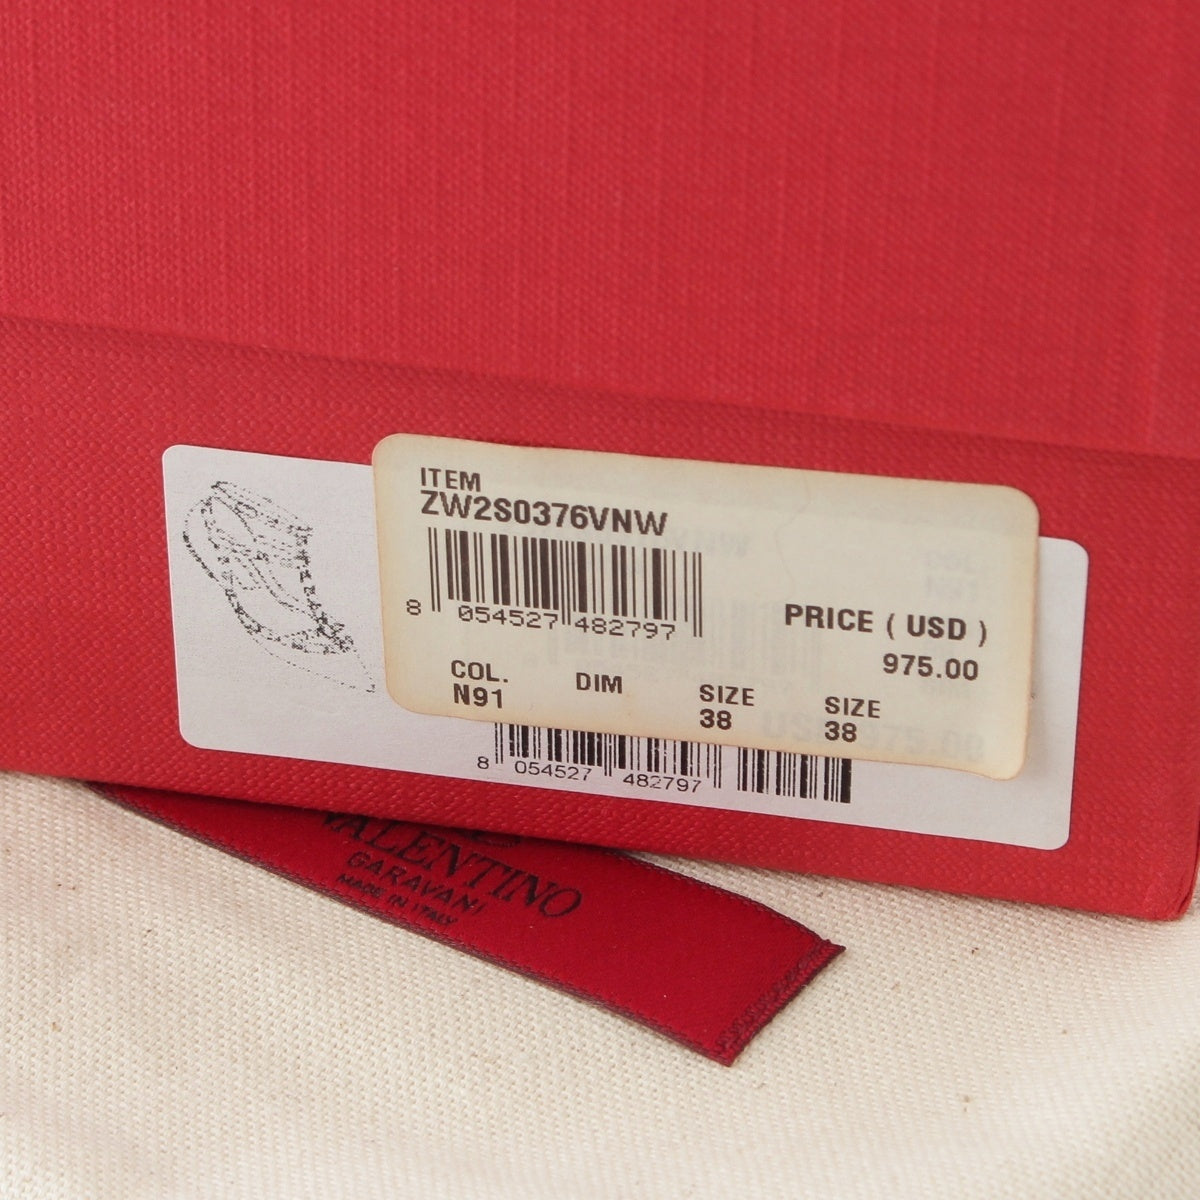 ITEM
ZW2S0376VNW
8 054527 482797
PRICE ( USD )
975.00
COL. DIM SIZE SIZE
N91 38 38
8 054527 482797
VALENTINO
GARAVANI
MADE IN ITALY